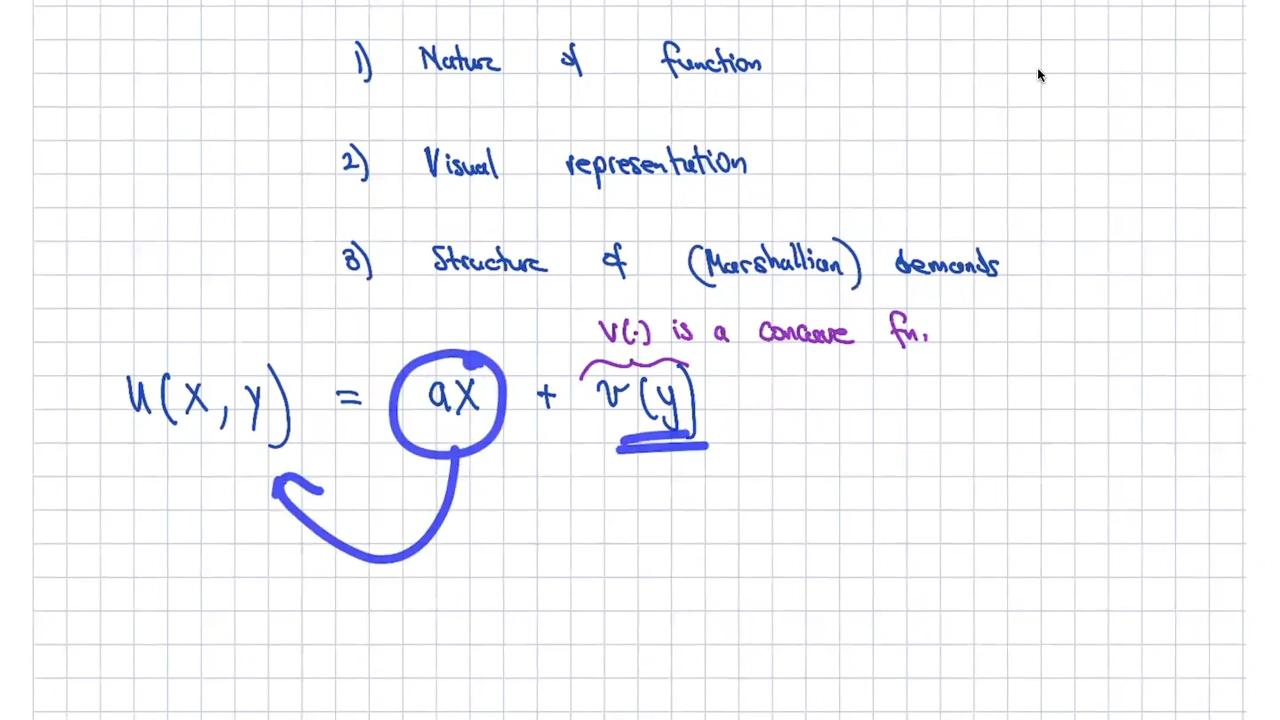 1) Nature of function
2) Visual representation
3) Structure of (Marshallian) demands
v(·) is a concave fn.
u(x, y) = ax + v(y)